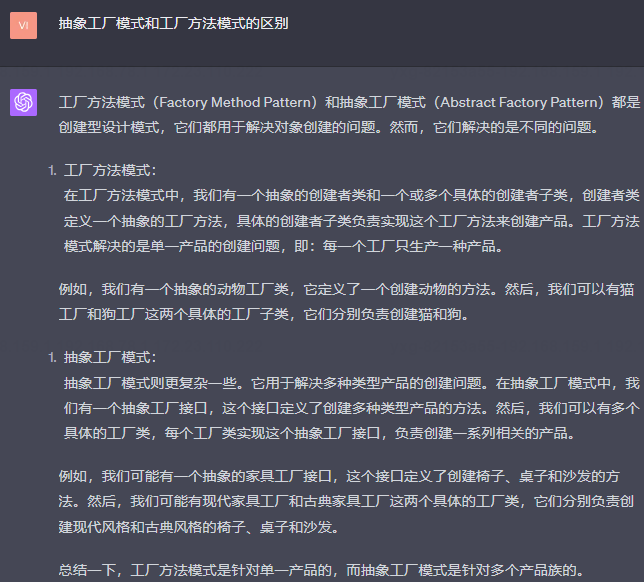 VI
抽象工厂模式和工厂方法模式的区别
工厂方法模式（Factory Method Pattern）和抽象工厂模式（Abstract Factory Pattern）都是
创建型设计模式，它们都用于解决对象创建的问题。然而，它们解决的是不同的问题。
1. 工厂方法模式：
在工厂方法模式中，我们有一个抽象的创建者类和一个或多个具体的创建者子类，创建者类
定义一个抽象的工厂方法，具体的创建者子类负责实现这个工厂方法来创建产品。工厂方法
模式解决的是单一产品的创建问题，即：每一个工厂只生产一种产品。
例如，我们有一个抽象的动物工厂类，它定义了一个创建动物的方法。然后，我们可以有猫
工厂和狗工厂这两个具体的工厂子类，它们分别负责创建猫和狗。
1. 抽象工厂模式：
抽象工厂模式则更复杂一些。它用于解决多种类型产品的创建问题。在抽象工厂模式中，我
们有一个抽象工厂接口，这个接口定义了创建多种类型产品的方法。然后，我们可以有多个
具体的工厂类，每个工厂类实现这个抽象工厂接口，负责创建一系列相关的产品。
例如，我们可能有一个抽象的家具工厂接口，这个接口定义了创建椅子、桌子和沙发的方
法。然后，我们可能有现代家具工厂和古典家具工厂这两个具体的工厂类，它们分别负责创
建现代风格和古典风格的椅子、桌子和沙发。
总结一下，工厂方法模式是针对单一产品的，而抽象工厂模式是针对多个产品族的。